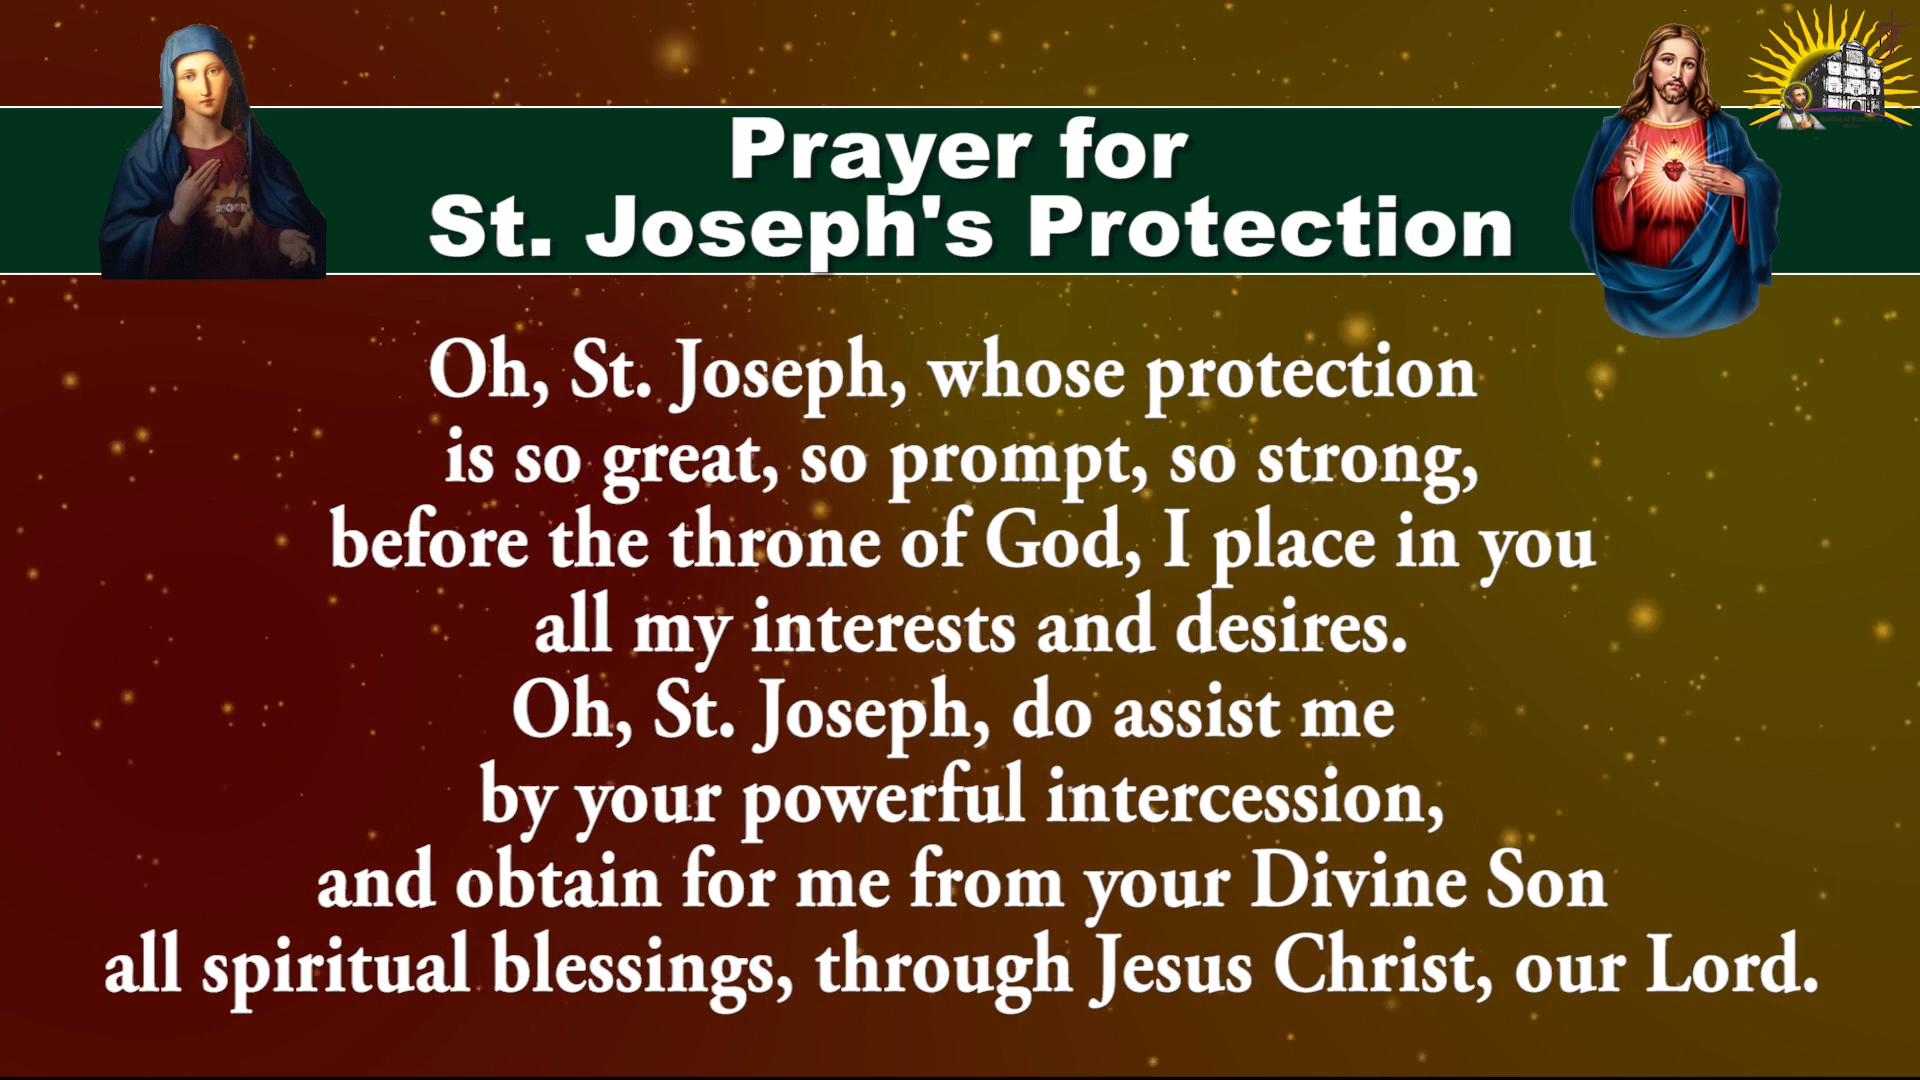 Prayer for
St. Joseph's Protection
Oh, St. Joseph, whose protection
is so great, so prompt, so strong,
before the throne of God, I place in you
all my interests and desires.
Oh, St. Joseph, do assist me
by your powerful intercession,
and obtain for me from your Divine Son
all spiritual blessings, through Jesus Christ, our Lord.